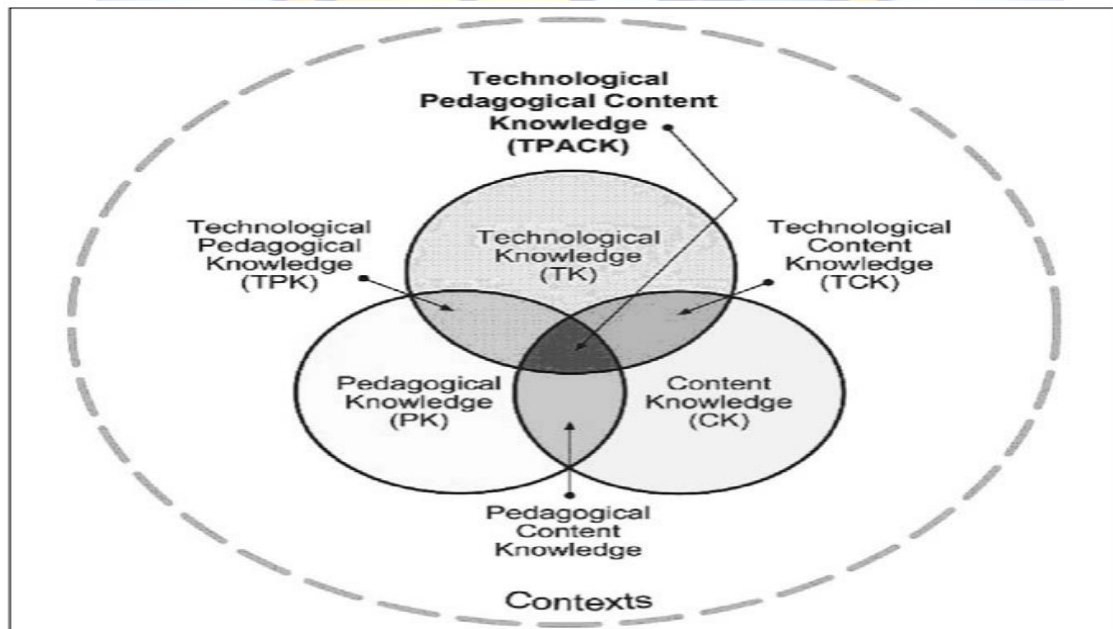 Technological
Pedagogical Content
Knowledge
(TPACK)
Technological
Pedagogical
Knowledge
(TPK)
Technological
Knowledge
(TK)
Technological
Content
Knowledge
(TCK)
Pedagogical
Knowledge
(PK)
Content
Knowledge
(CK)
Pedagogical
Content
Knowledge
Contexts